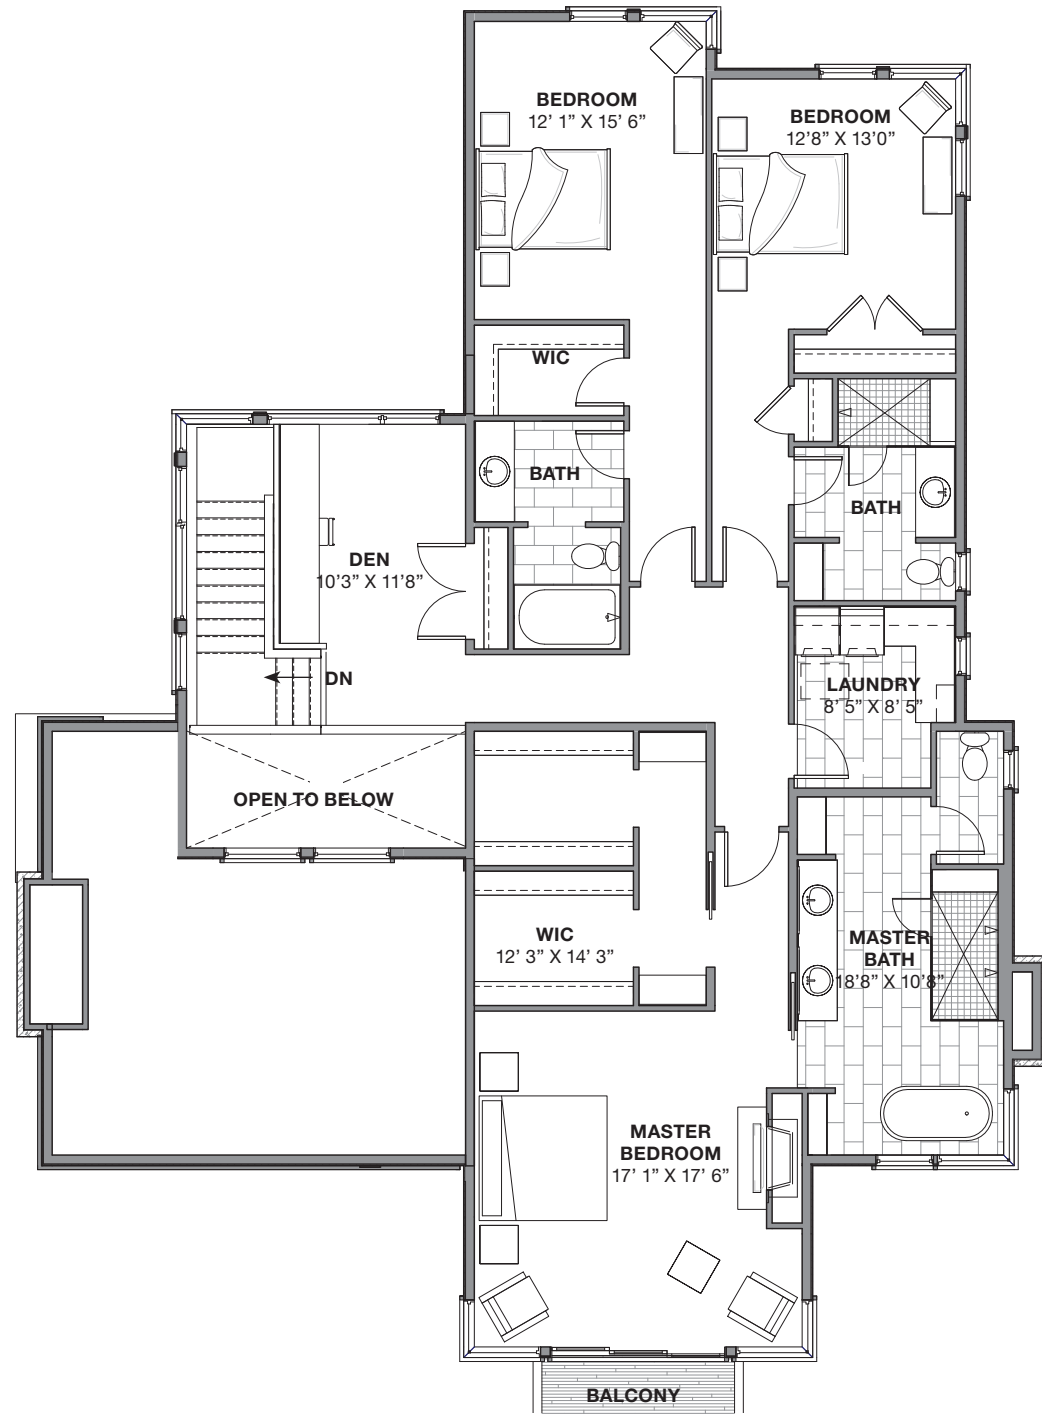 BEDROOM
12’ 1” X 15’ 6”
BEDROOM
12’8” X 13’0”
WIC
BATH
BATH
DEN
10’3” X 11’8”
DN
LAUNDRY
8’ 5” X 8’ 5”
OPEN TO BELOW
WIC
12’ 3” X 14’ 3”
MASTER
BATH
18’8” X 10’8”
MASTER
BEDROOM
17’ 1” X 17’ 6”
BALCONY